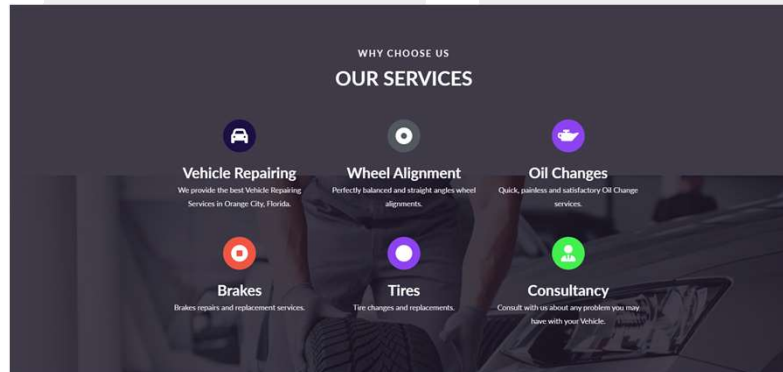 WHY CHOOSE US
OUR SERVICES
Vehicle Repairing
We provide the best Vehicle Repairing
Services in Orange City, Florida.
Wheel Alignment
Perfectly balanced and straight angles wheel
alignments.
Oil Changes
Quick, painless and satisfactory Oil Change
services.
Brakes
Brakes repairs and replacement services.
Tires
Tire changes and replacements.
Consultancy
Consult with us about any problem you may
have with your Vehicle.